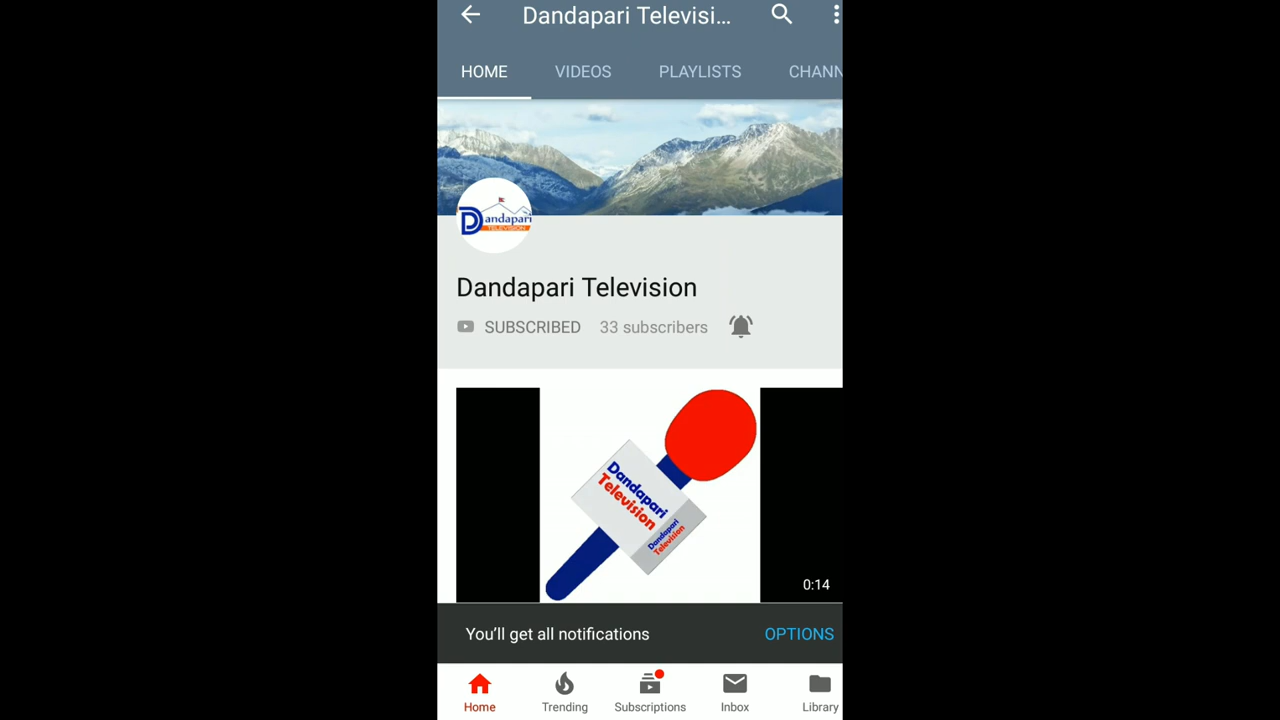 Dandapari Televisi...
HOME VIDEOS PLAYLISTS CHANN
Dandapari
TELEVISION
Dandapari Television
SUBSCRIBED 33 subscribers
Dandapari
Television
Dandapari
Television
0:14
You’ll get all notifications OPTIONS
Home Trending Subscriptions Inbox Library